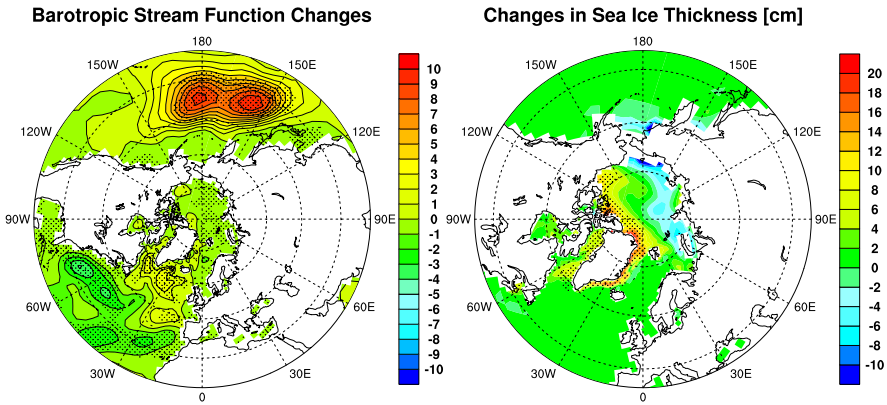 Barotropic Stream Function Changes
180
150W
150E
120W
120E
90W
90E
60W
60E
30W
30E
0
10
9
8
7
6
5
4
3
2
1
0
-1
-2
-3
-4
-5
-6
-7
-8
-9
-10
Changes in Sea Ice Thickness [cm]
180
150W
150E
120W
120E
90W
90E
60W
60E
30W
30E
0
20
18
16
14
12
10
8
6
4
2
0
-2
-4
-6
-8
-10